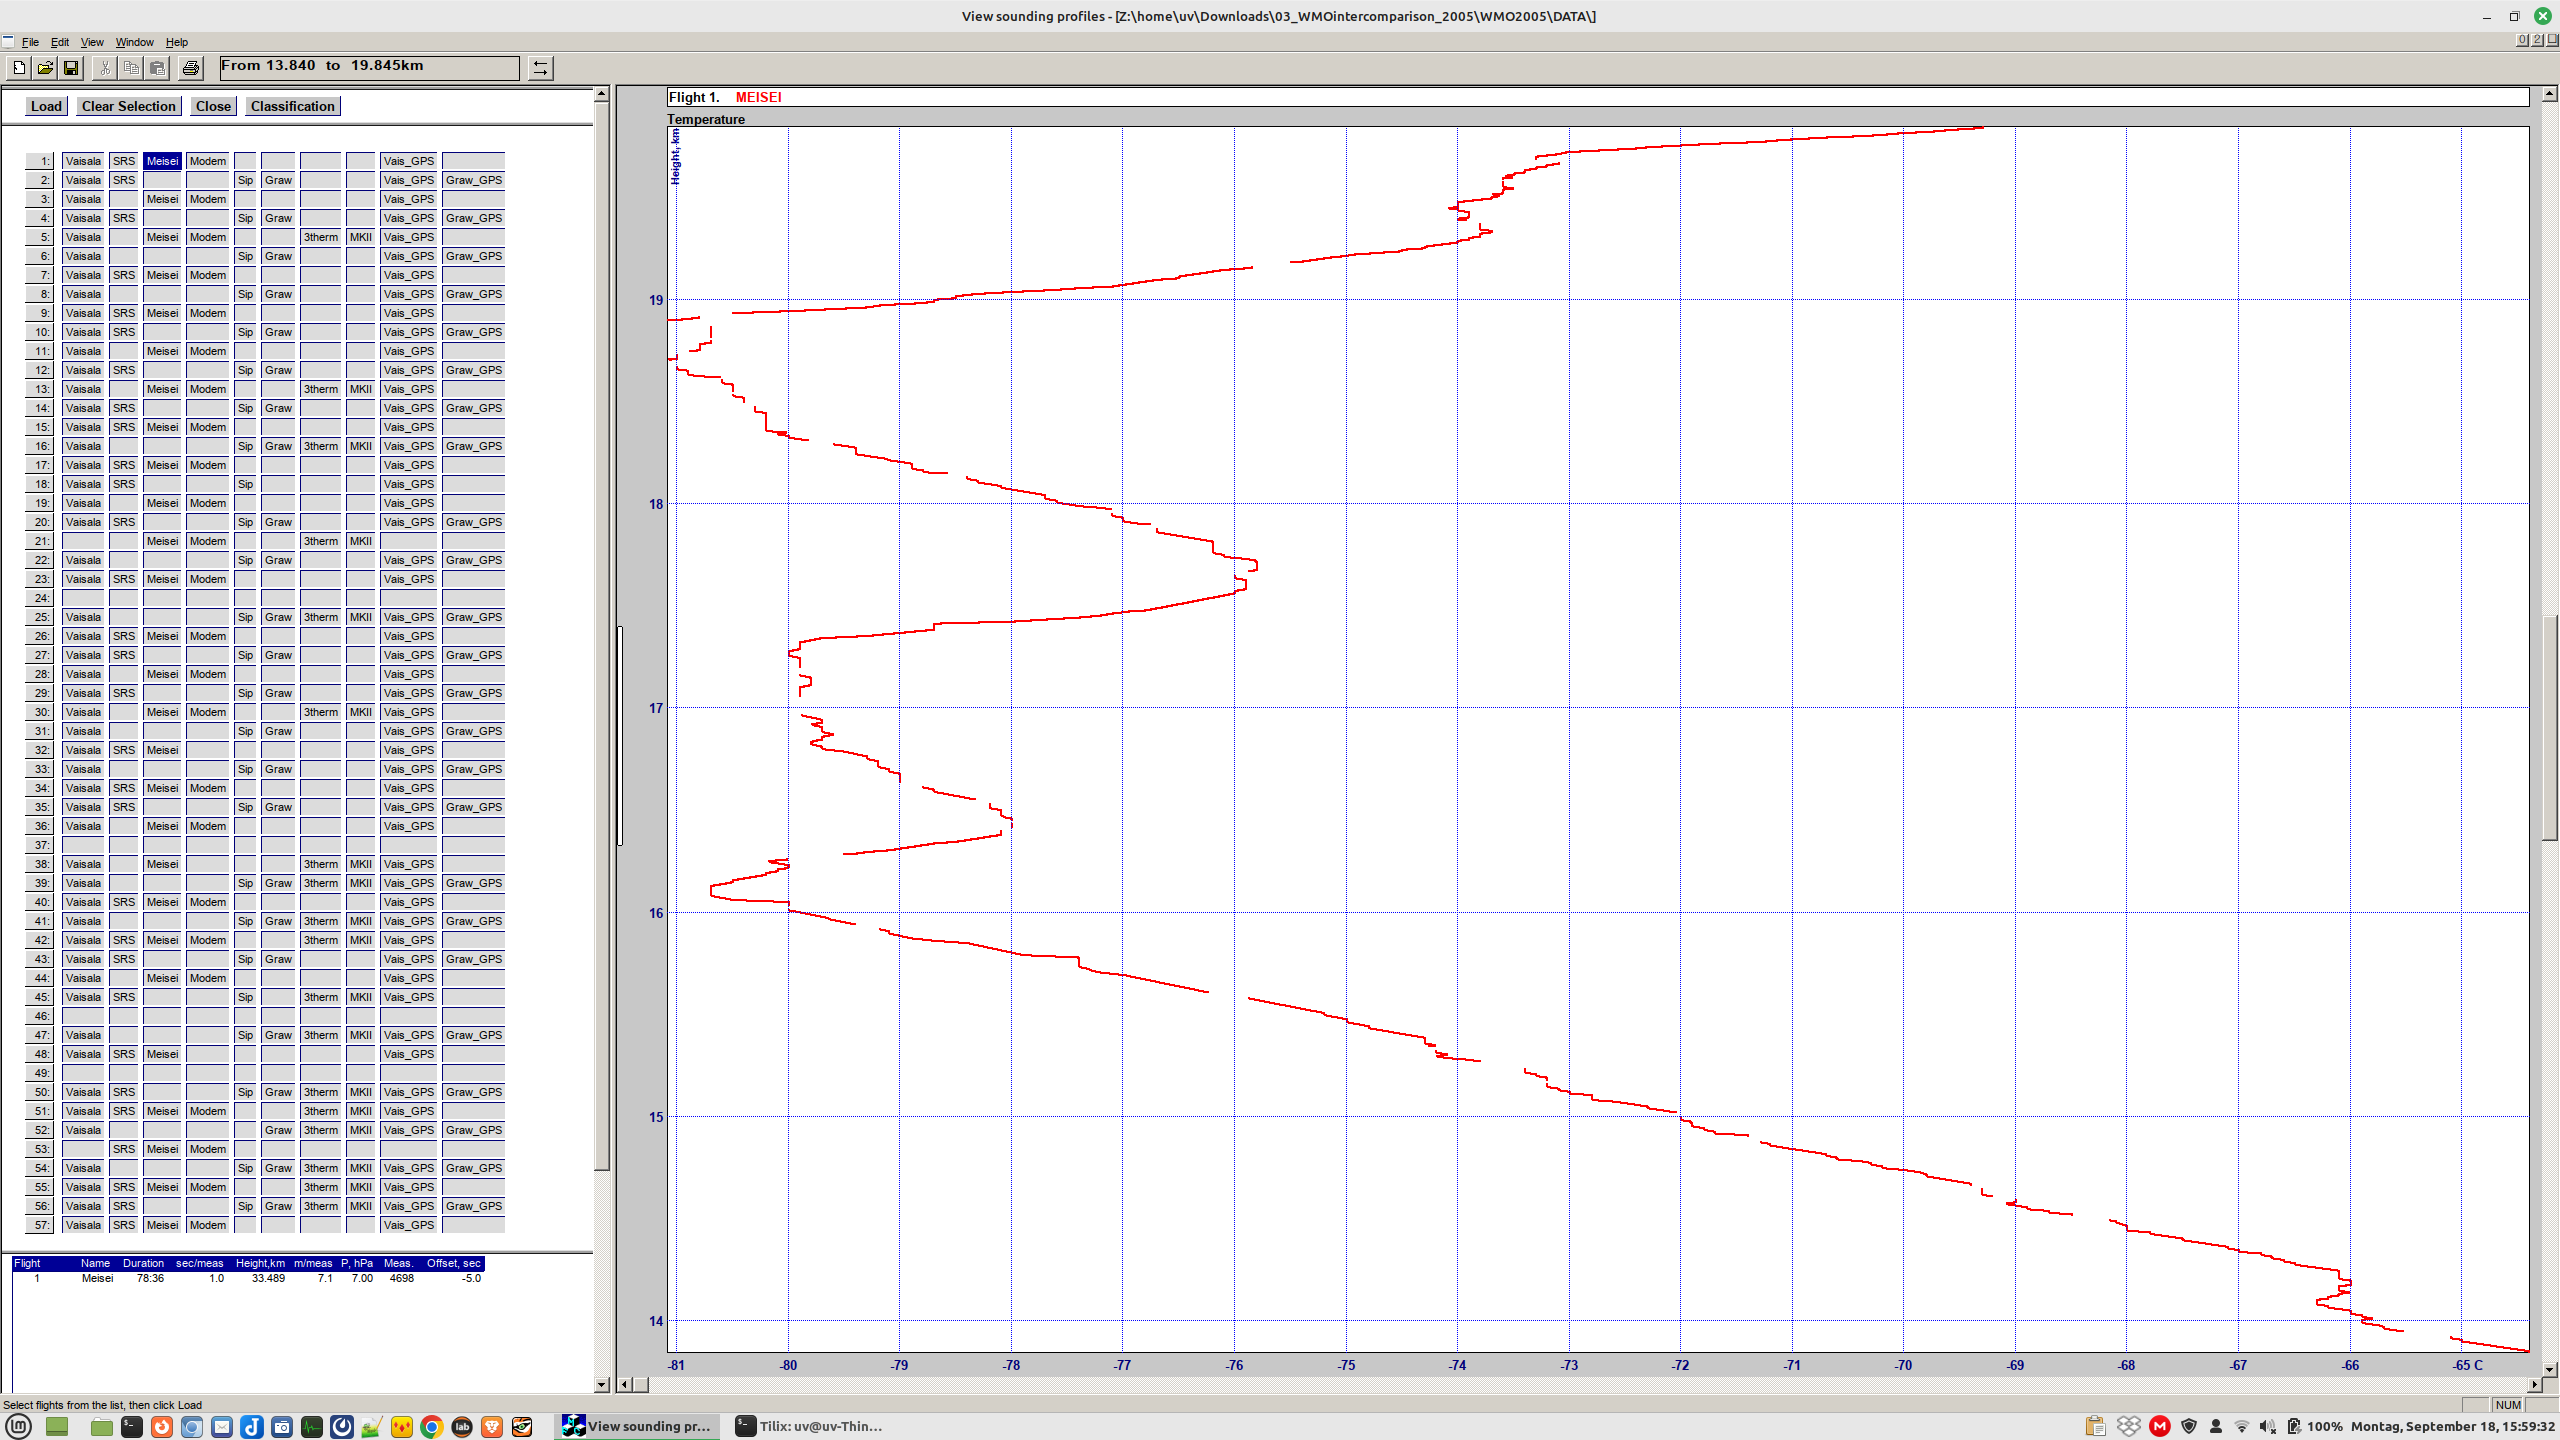 View sounding profiles - [Z:\home\uv\Downloads\03_WMOintercomparison_2005\WMO2005\DATA\]
File Edit View Window Help
From 13.840 to 19.845km
Load Clear Selection Close Classification
1: Vaisala SRS Meisei Modem Vais_GPS
2: Vaisala SRS Sip Graw Vais_GPS Graw_GPS
3: Vaisala Meisei Modem Vais_GPS
4: Vaisala SRS Sip Graw Vais_GPS Graw_GPS
5: Vaisala Meisei Modem 3therm MKII Vais_GPS
6: Vaisala Sip Graw Vais_GPS Graw_GPS
7: Vaisala SRS Meisei Modem Vais_GPS
8: Vaisala Sip Graw Vais_GPS Graw_GPS
9: Vaisala SRS Meisei Modem Vais_GPS
10: Vaisala SRS Sip Graw Vais_GPS Graw_GPS
11: Vaisala Meisei Modem Vais_GPS
12: Vaisala SRS Sip Graw Vais_GPS Graw_GPS
13: Vaisala Meisei Modem 3therm MKII Vais_GPS
14: Vaisala SRS Sip Graw Vais_GPS Graw_GPS
15: Vaisala SRS Meisei Modem Vais_GPS
16: Vaisala Sip Graw 3therm MKII Vais_GPS Graw_GPS
17: Vaisala SRS Meisei Modem Vais_GPS
18: Vaisala SRS Sip Vais_GPS
19: Vaisala Meisei Modem Vais_GPS
20: Vaisala SRS Sip Graw Vais_GPS Graw_GPS
21: Meisei Modem 3therm MKII
22: Vaisala Sip Graw Vais_GPS Graw_GPS
23: Vaisala SRS Meisei Modem Vais_GPS
24:
25: Vaisala Sip Graw 3therm MKII Vais_GPS Graw_GPS
26: Vaisala SRS Meisei Modem Vais_GPS
27: Vaisala SRS Sip Graw Vais_GPS Graw_GPS
28: Vaisala Meisei Modem Vais_GPS
29: Vaisala SRS Sip Graw Vais_GPS Graw_GPS
30: Vaisala Meisei Modem 3therm MKII Vais_GPS
31: Vaisala Sip Graw Vais_GPS Graw_GPS
32: Vaisala SRS Meisei Vais_GPS
33: Vaisala Sip Graw Vais_GPS Graw_GPS
34: Vaisala SRS Meisei Modem Vais_GPS
35: Vaisala SRS Sip Graw Vais_GPS Graw_GPS
36: Vaisala Meisei Modem Vais_GPS
37:
38: Vaisala Meisei 3therm MKII Vais_GPS
39: Vaisala Sip Graw 3therm MKII Vais_GPS Graw_GPS
40: Vaisala SRS Meisei Modem Vais_GPS
41: Vaisala Sip Graw 3therm MKII Vais_GPS Graw_GPS
42: Vaisala SRS Meisei Modem 3therm MKII Vais_GPS
43: Vaisala SRS Sip Graw Vais_GPS Graw_GPS
44: Vaisala Meisei Modem Vais_GPS
45: Vaisala SRS Sip 3therm MKII Vais_GPS
46:
47: Vaisala Sip Graw 3therm MKII Vais_GPS Graw_GPS
48: Vaisala SRS Meisei Vais_GPS
49:
50: Vaisala SRS Sip Graw 3therm MKII Vais_GPS Graw_GPS
51: Vaisala SRS Meisei Modem 3therm MKII Vais_GPS
52: Vaisala Graw 3therm MKII Vais_GPS Graw_GPS
53: SRS Meisei Modem Vais_GPS
54: Vaisala Sip Graw 3therm MKII Vais_GPS Graw_GPS
55: Vaisala SRS Meisei Modem 3therm MKII Vais_GPS
56: Vaisala SRS Sip Graw 3therm MKII Vais_GPS Graw_GPS
57: Vaisala SRS Meisei Modem Vais_GPS
Flight Name Duration sec/meas Height,km m/meas P, hPa Meas. Offset, sec
1 Meisei 78:36 1.0 33.489 7.1 7.00 4698 -5.0
Flight 1. MEISEI
Temperature
Height, km
19
18
17
16
15
14
-81 -80 -79 -78 -77 -76 -75 -74 -73 -72 -71 -70 -69 -68 -67 -66 -65 C
Select flights from the list, then click Load
NUM
lab
View sounding pr...
Tilix: uv@uv-Thin...
100% Montag, September 18, 15:59:32